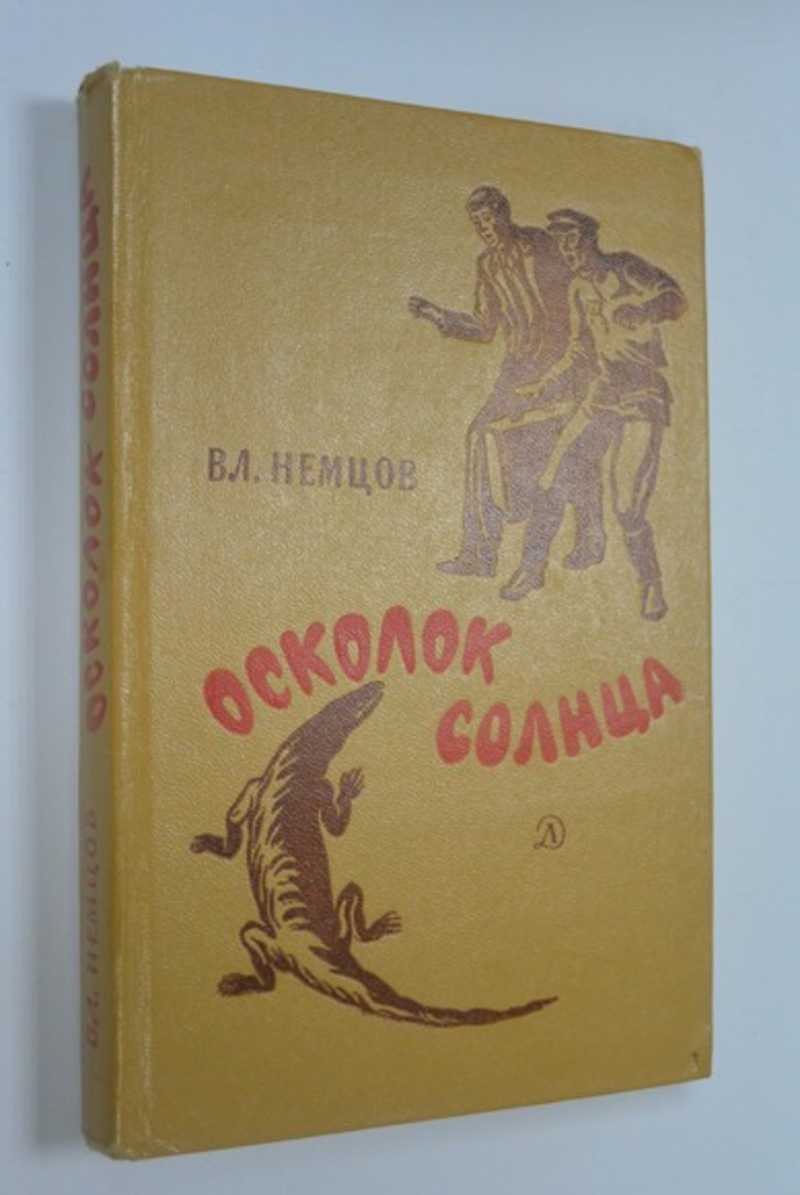 ВЛ. НЕМЦОВ
ОСКОЛОК
СОЛНЦА
Д
ВЛ. НЕМЦОВ ОСКОЛОК СОЛНЦА